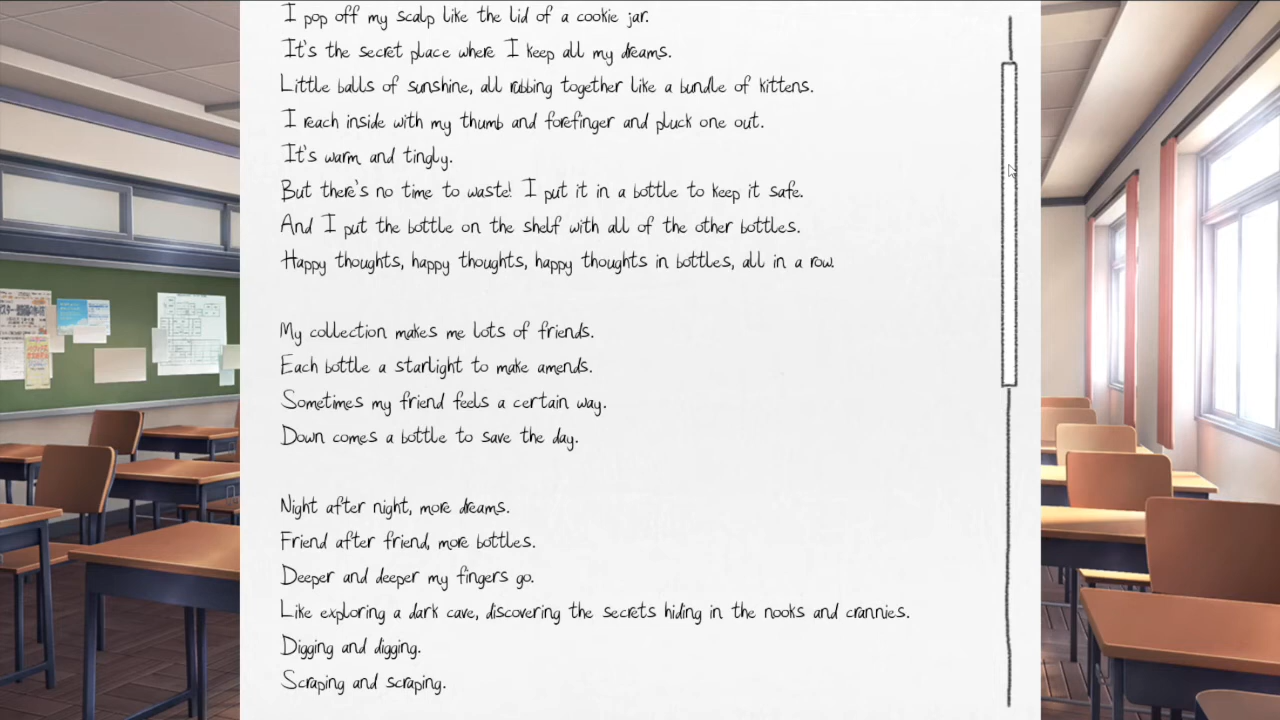 I pop off my scalp like the lid of a cookie jar.
It's the secret place where I keep all my dreams.
Little balls of sunshine, all rubbing together like a bundle of kittens.
I reach inside with my thumb and forefinger and pluck one out.
It's warm and tingly.
But there's no time to waste! I put it in a bottle to keep it safe.
And I put the bottle on the shelf with all of the other bottles.
Happy thoughts, happy thoughts, happy thoughts in bottles, all in a row.
My collection makes me lots of friends.
Each bottle a starlight to make amends.
Sometimes my friend feels a certain way.
Down comes a bottle to save the day.
Night after night, more dreams.
Friend after friend, more bottles.
Deeper and deeper my fingers go.
Like exploring a dark cave, discovering the secrets hiding in the nooks and crannies.
Digging and digging.
Scraping and scraping.